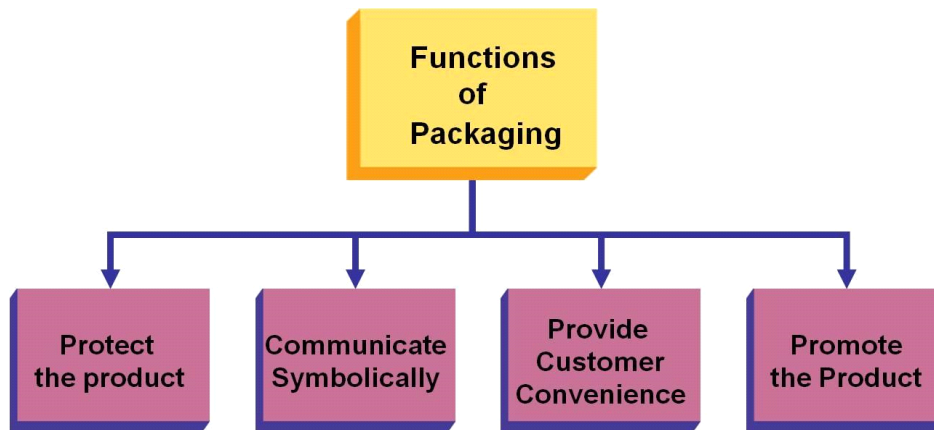 Functions
of
Packaging
Protect
the product
Communicate
Symbolically
Provide
Customer
Convenience
Promote
the Product